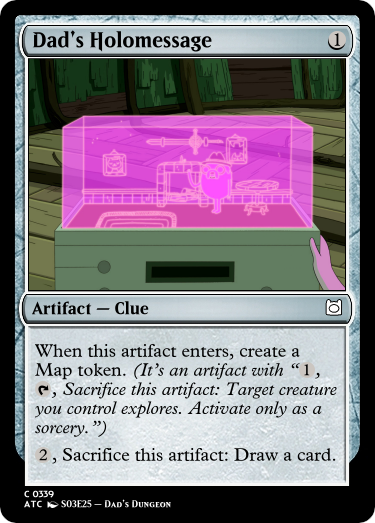 Dad's Holomessage 1
Artifact — Clue
When this artifact enters, create a
Map token. (It's an artifact with “1,
, Sacrifice this artifact: Target creature
you control explores. Activate only as a
sorcery.”)
2, Sacrifice this artifact: Draw a card.
C 0339
ATC S03E25 – Dad's Dungeon